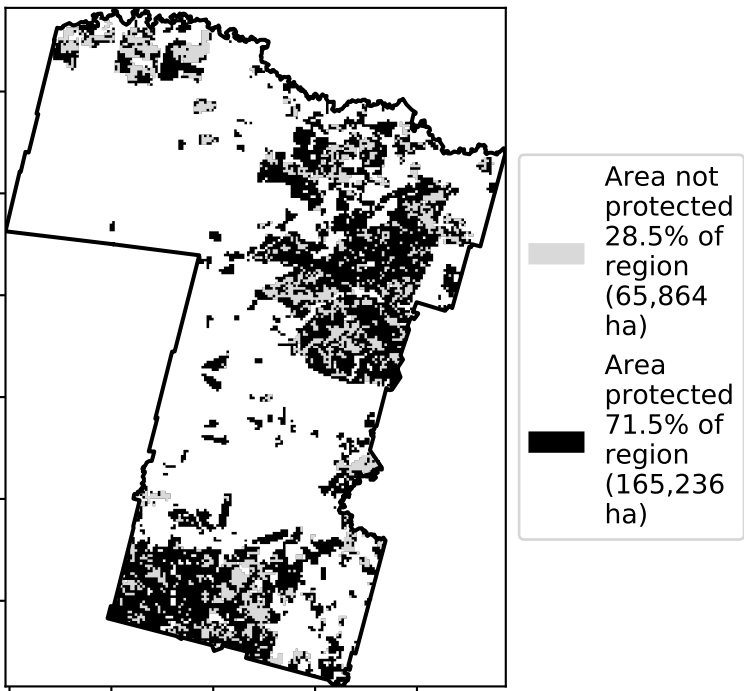 Area not
protected
28.5% of
region
(65,864
ha)
Area
protected
71.5% of
region
(165,236
ha)